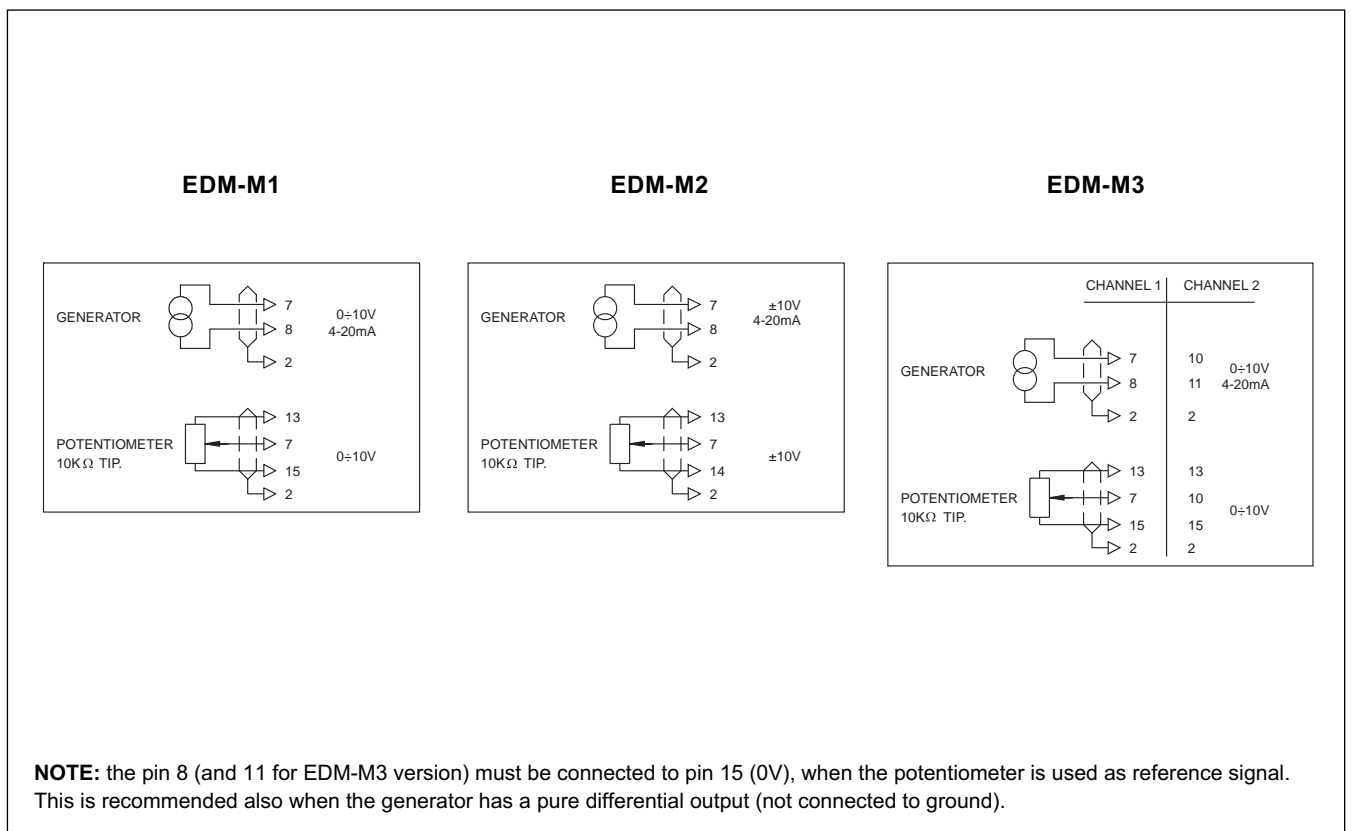 EDM-M1
EDM-M2
EDM-M3
GENERATOR
7
8
2
0÷10V
4-20mA
POTENTIOMETER
10KΩ TIP.
13
7
15
2
0÷10V
GENERATOR
7
8
2
±10V
4-20mA
POTENTIOMETER
10KΩ TIP.
13
7
14
2
±10V
CHANNEL 1
CHANNEL 2
GENERATOR
7 10
8 11
2 2
0÷10V
4-20mA
POTENTIOMETER
10KΩ TIP.
13 13
7 10
15 15
2 2
0÷10V
NOTE: the pin 8 (and 11 for EDM-M3 version) must be connected to pin 15 (0V), when the potentiometer is used as reference signal.
This is recommended also when the generator has a pure differential output (not connected to ground).